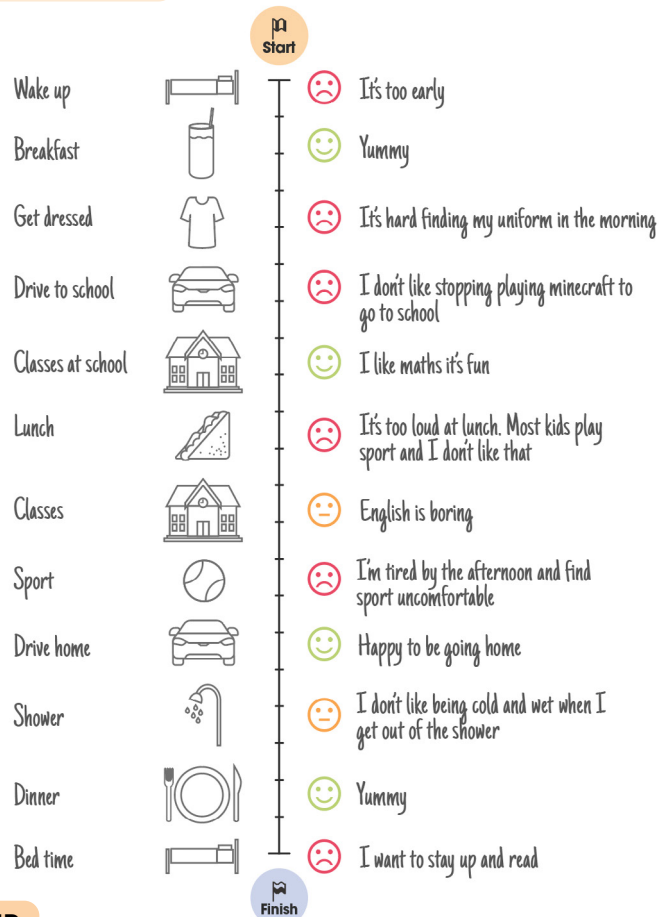 Start
Wake up
It's too early
Breakfast
Yummy
Get dressed
It's hard finding my uniform in the morning
Drive to school
I don't like stopping playing minecraft to
go to school
Classes at school
I like maths it's fun
Lunch
It's too loud at lunch. Most kids play
sport and I don't like that
Classes
English is boring
Sport
I'm tired by the afternoon and find
sport uncomfortable
Drive home
Happy to be going home
Shower
I don't like being cold and wet when I
get out of the shower
Dinner
Yummy
Bed time
I want to stay up and read
Finish